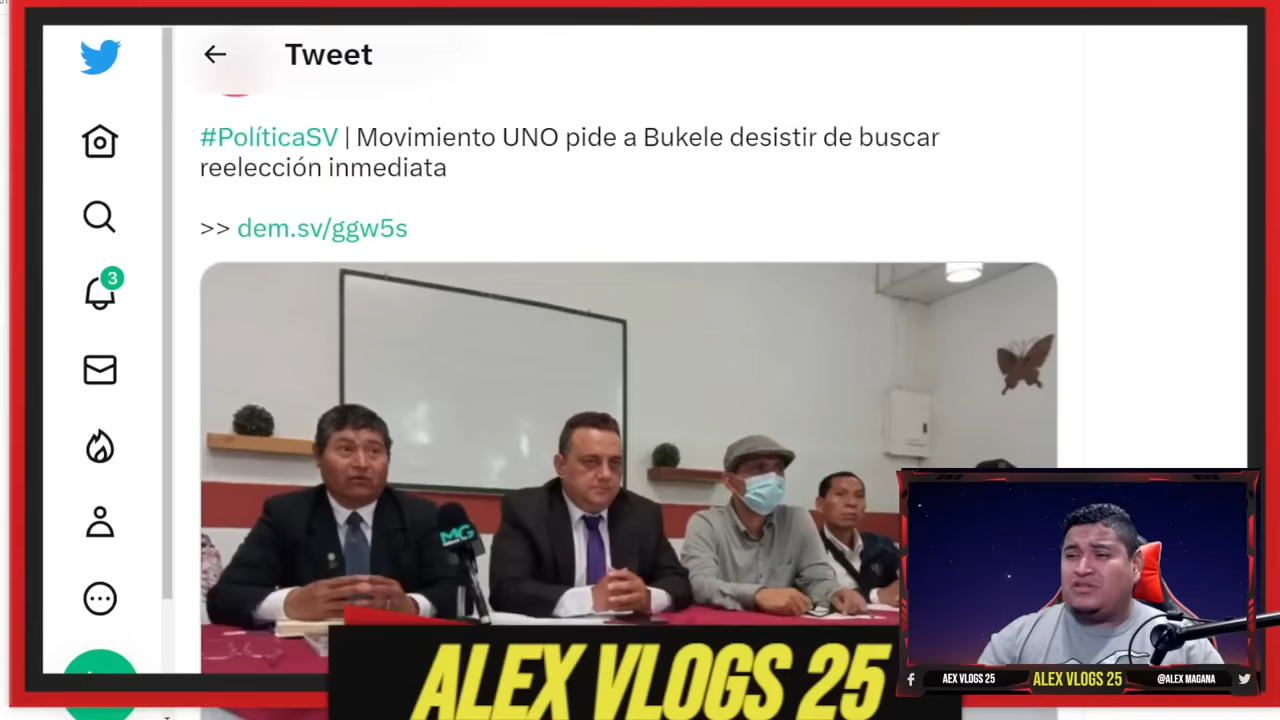 Tweet
#PolíticaSV | Movimiento UNO pide a Bukele desistir de buscar
reelección inmediata
>> dem.sv/ggw5s
3
MG
ALEX VLOGS 25
AEX VLOGS 25
ALEX VLOGS 25
@ALEX MAGANA